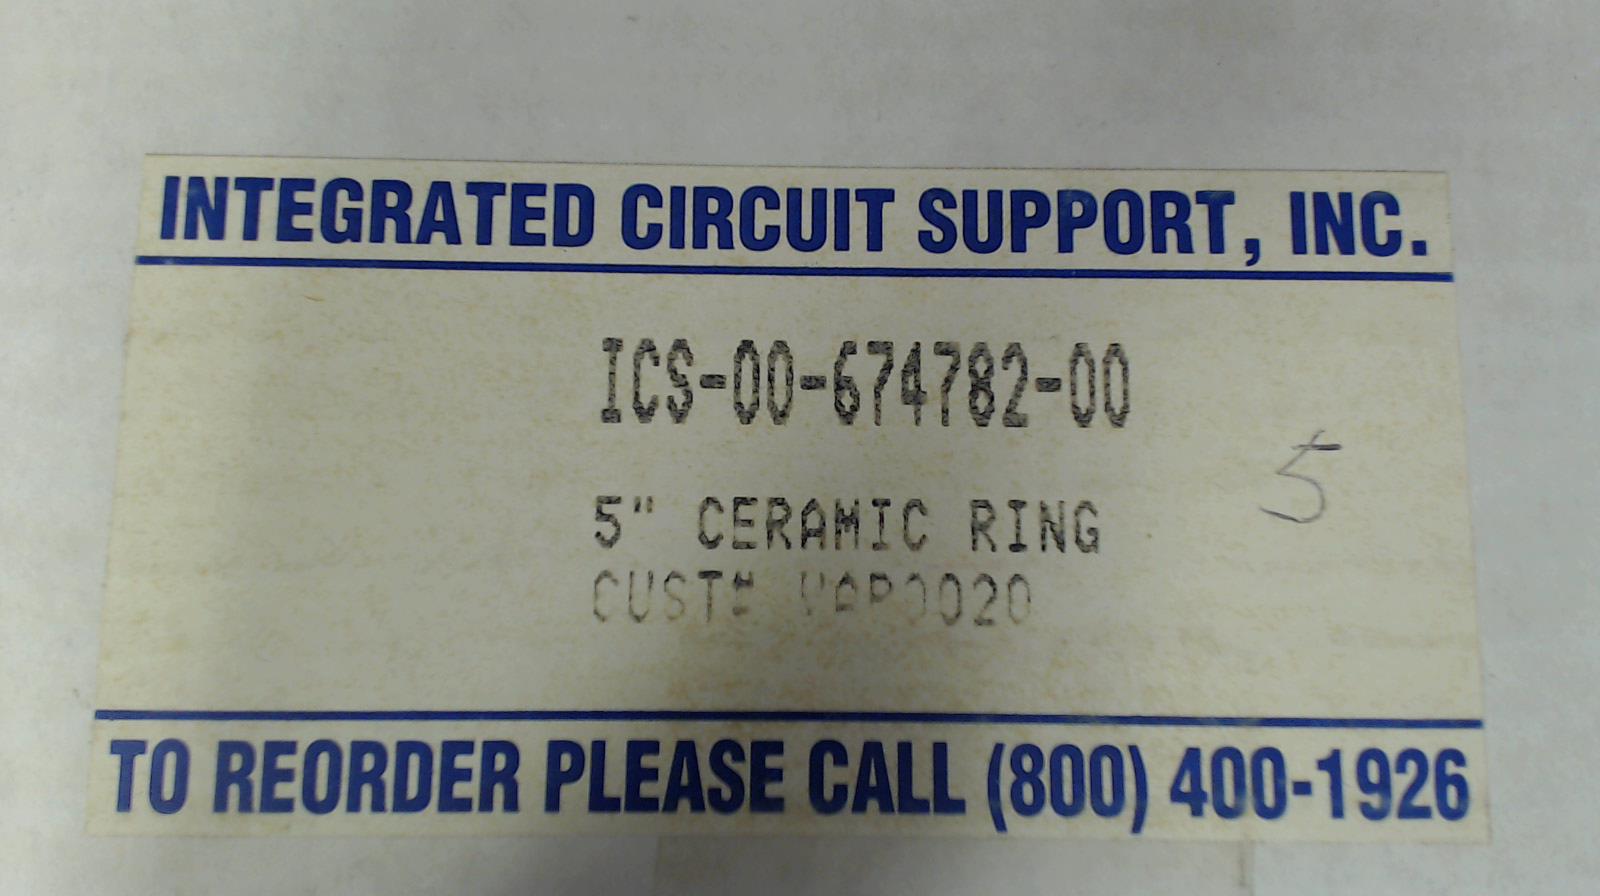 INTEGRATED CIRCUIT SUPPORT, INC.
ICS-00-674782-00
5
5" CERAMIC RING
CUST#
TO REORDER PLEASE CALL (800) 400-1926